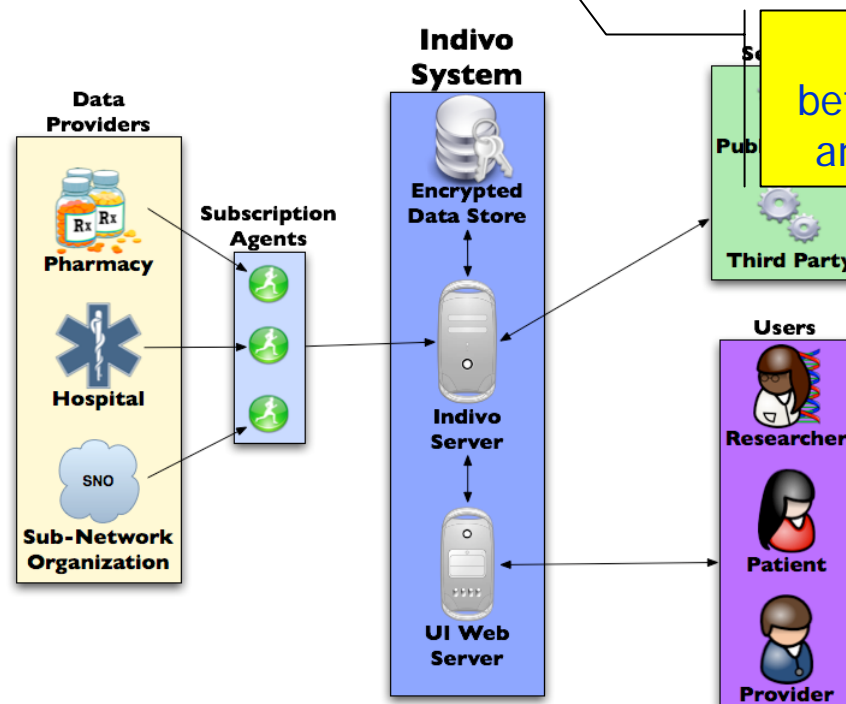 Data
Providers
Rx
Rx
Pharmacy
Hospital
SNO
Sub-Network
Organization
Subscription
Agents
Indivo
System
Encrypted
Data Store
Indivo
Server
UI Web
Server
Third Party
Users
Researcher
Patient
Provider